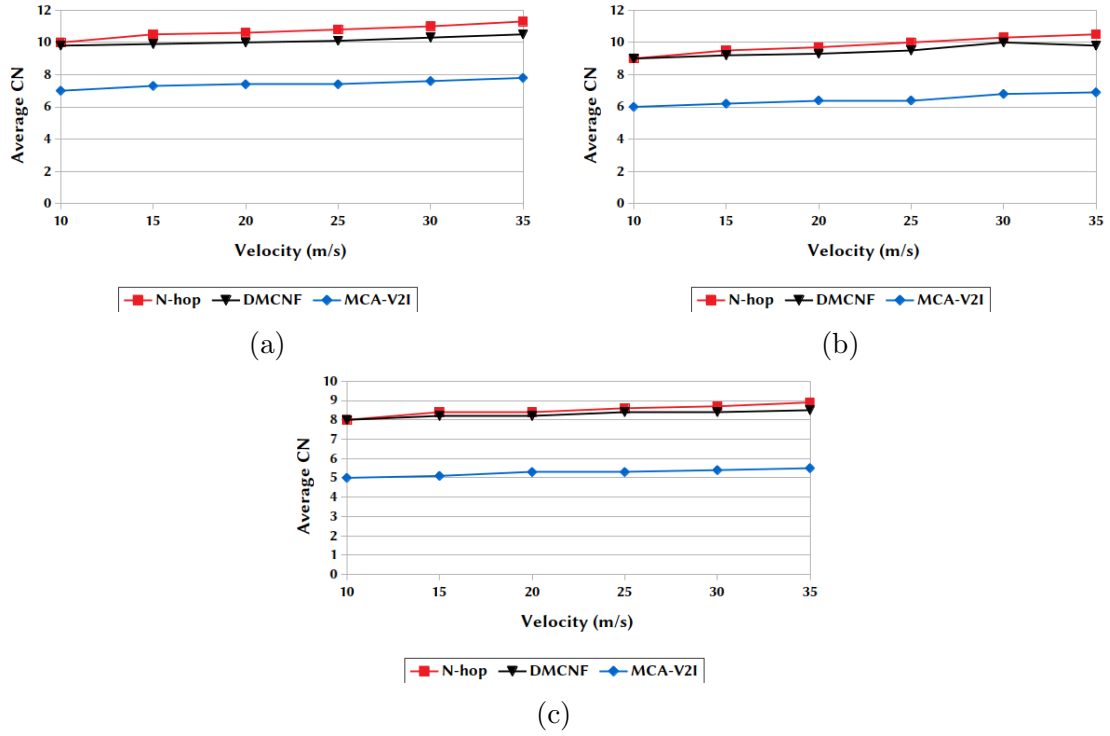 12
10
8
6
4
2
0
Average CN
10 15 20 25 30 35
Velocity (m/s)
N-hop DMCNF MCA-V2I
(a)
12
10
8
6
4
2
0
Average CN
10 15 20 25 30 35
Velocity (m/s)
N-hop DMCNF MCA-V2I
(b)
10
9
8
7
6
5
4
3
2
1
0
Average CN
10 15 20 25 30 35
Velocity (m/s)
N-hop DMCNF MCA-V2I
(c)